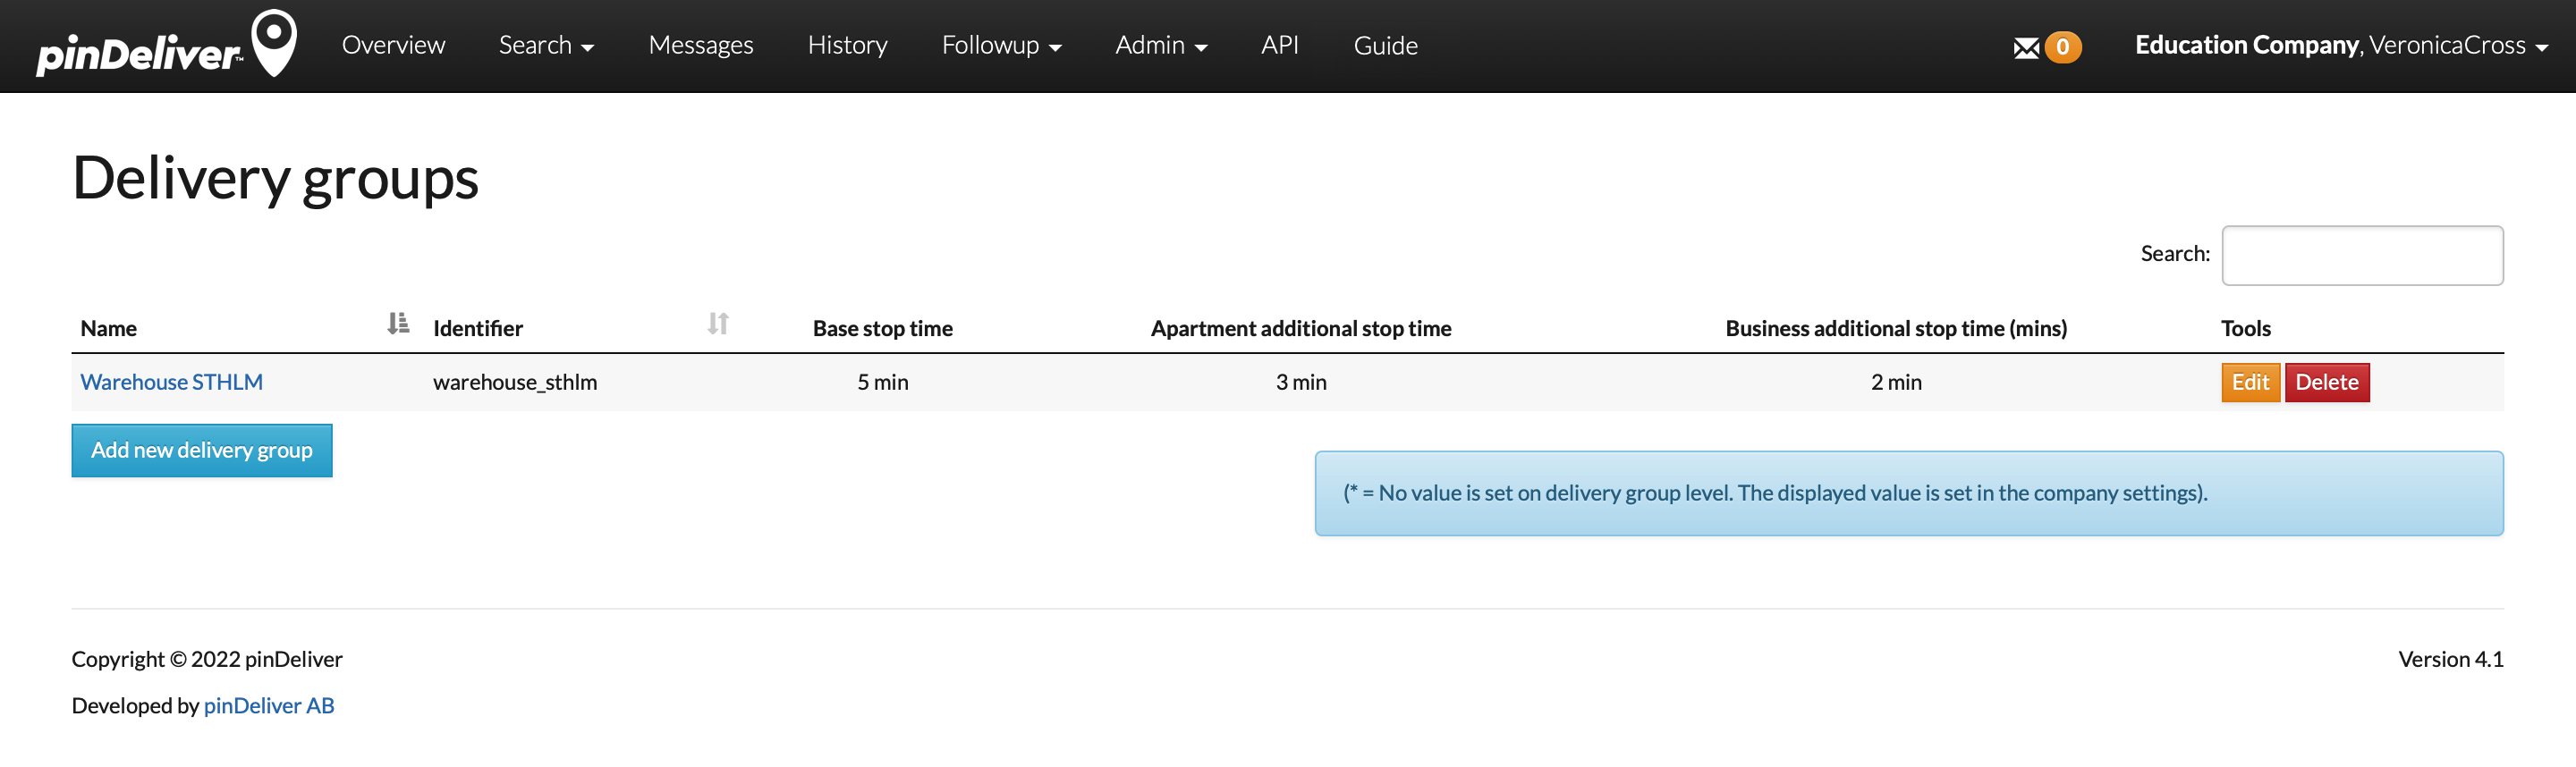 pinDeliver™ Overview Search Messages History Followup Admin API Guide 0 Education Company, VeronicaCross
Delivery groups
Search:
Name Identifier Base stop time Apartment additional stop time Business additional stop time (mins) Tools
Warehouse STHLM warehouse_sthlm 5 min 3 min 2 min Edit Delete
Add new delivery group
(* = No value is set on delivery group level. The displayed value is set in the company settings).
Copyright © 2022 pinDeliver Version 4.1
Developed by pinDeliver AB